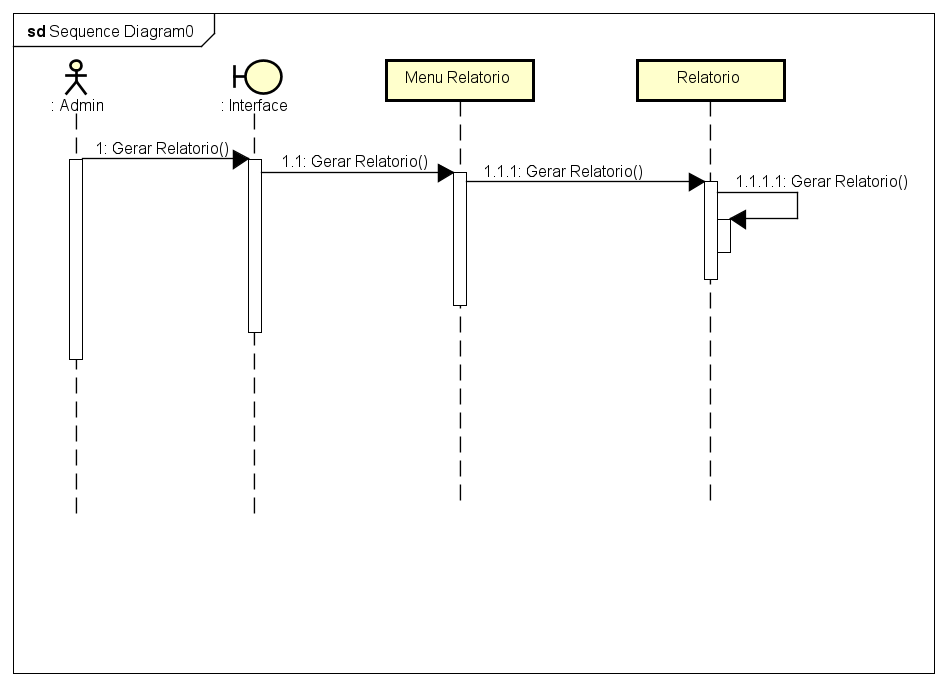 sd Sequence Diagram0
: Admin
: Interface
Menu Relatorio
Relatorio
1: Gerar Relatorio()
1.1: Gerar Relatorio()
1.1.1: Gerar Relatorio()
1.1.1.1: Gerar Relatorio()